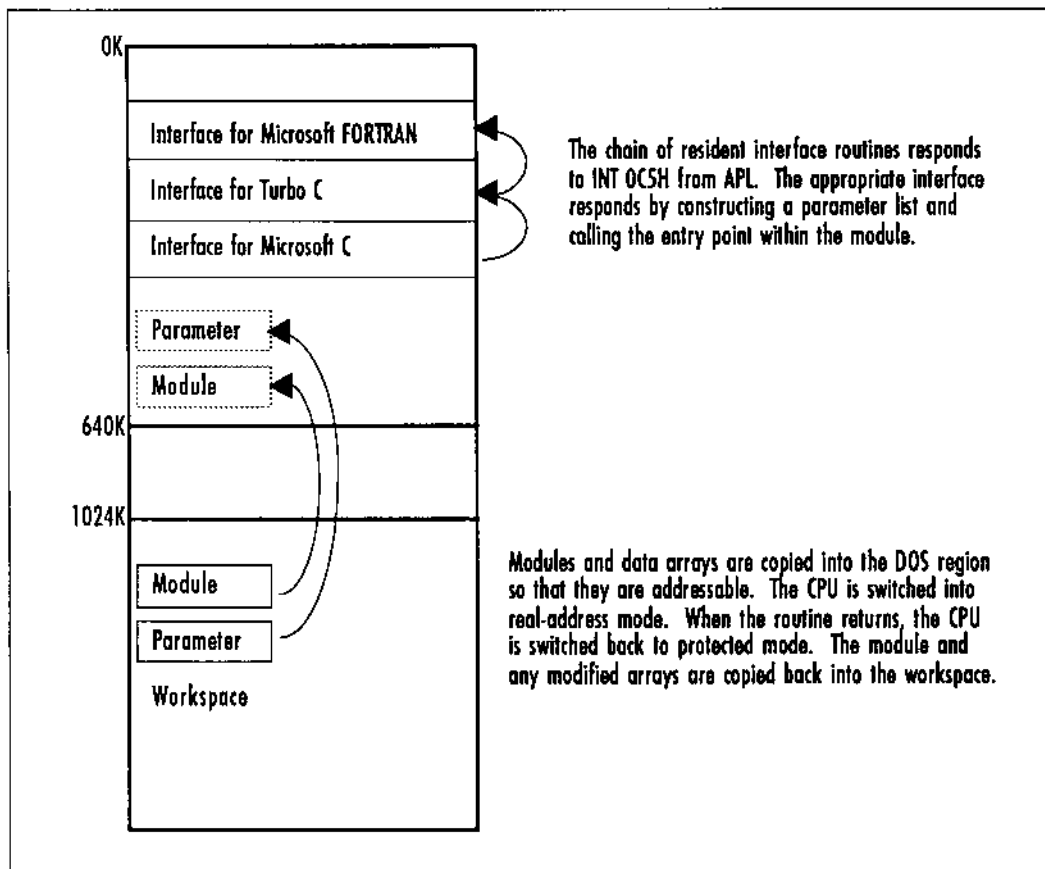 0K
Interface for Microsoft FORTRAN
Interface for Turbo C
Interface for Microsoft C
The chain of resident interface routines responds
to INT 0C5H from APL. The appropriate interface
responds by constructing a parameter list and
calling the entry point within the module.
Parameter
Module
640K
1024K
Module
Parameter
Workspace
Modules and data arrays are copied into the DOS region
so that they are addressable. The CPU is switched into
real-address mode. When the routine returns, the CPU
is switched back to protected mode. The module and
any modified arrays are copied back into the workspace.